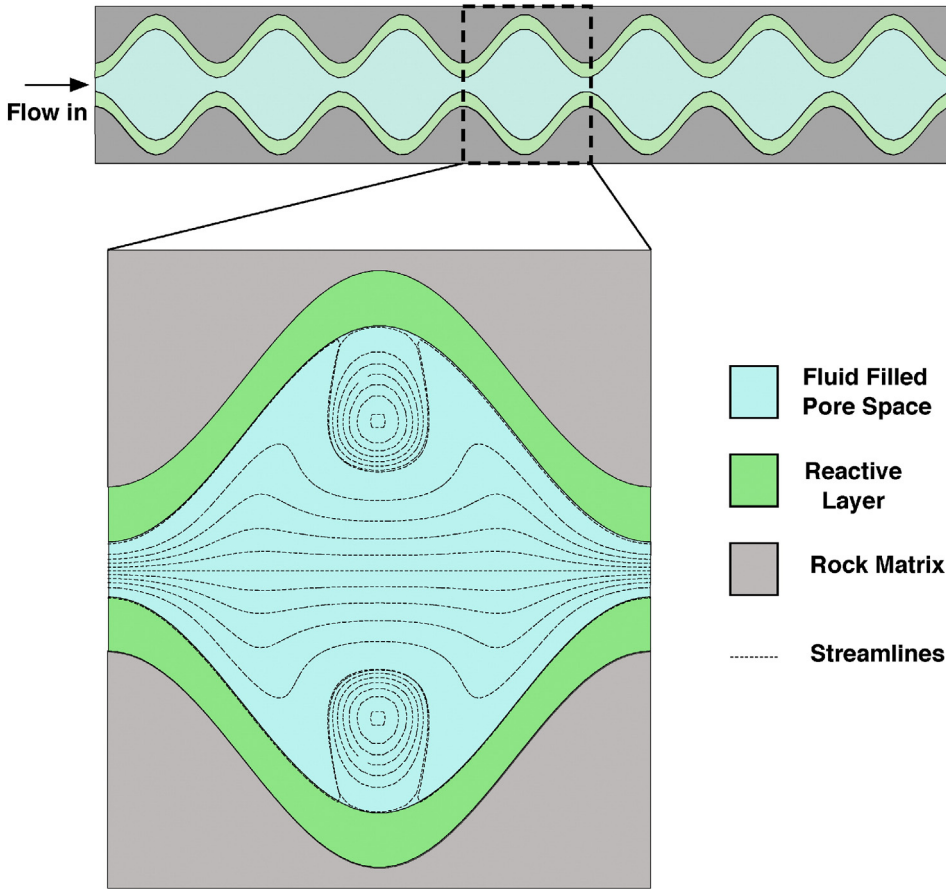 Flow in
Fluid Filled
Pore Space
Reactive
Layer
Rock Matrix
Streamlines